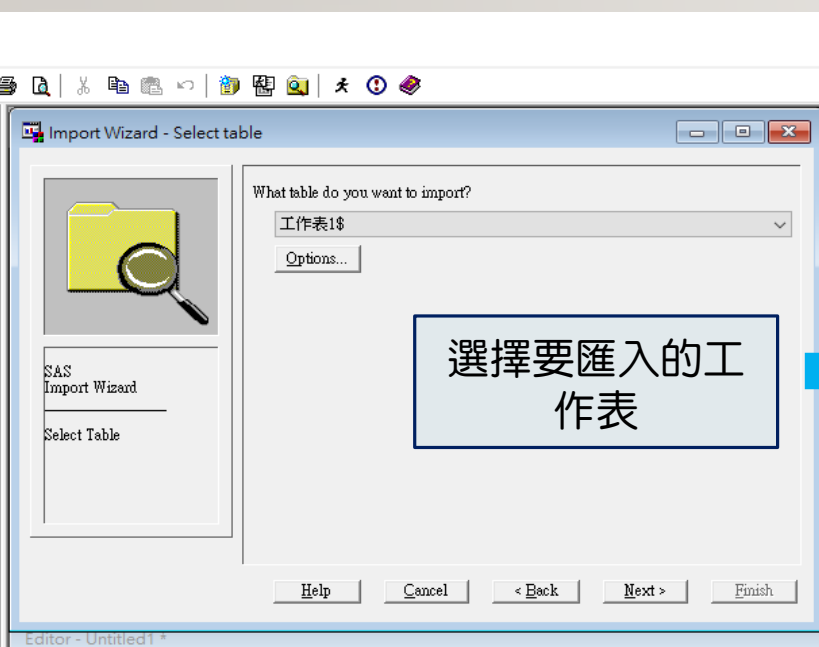 Import Wizard - Select table
What table do you want to import?
工作表1$
Options...
選擇要匯入的工
作表
SAS
Import Wizard
Select Table
Help Cancel < Back Next > Finish
Editor - Untitled1 *